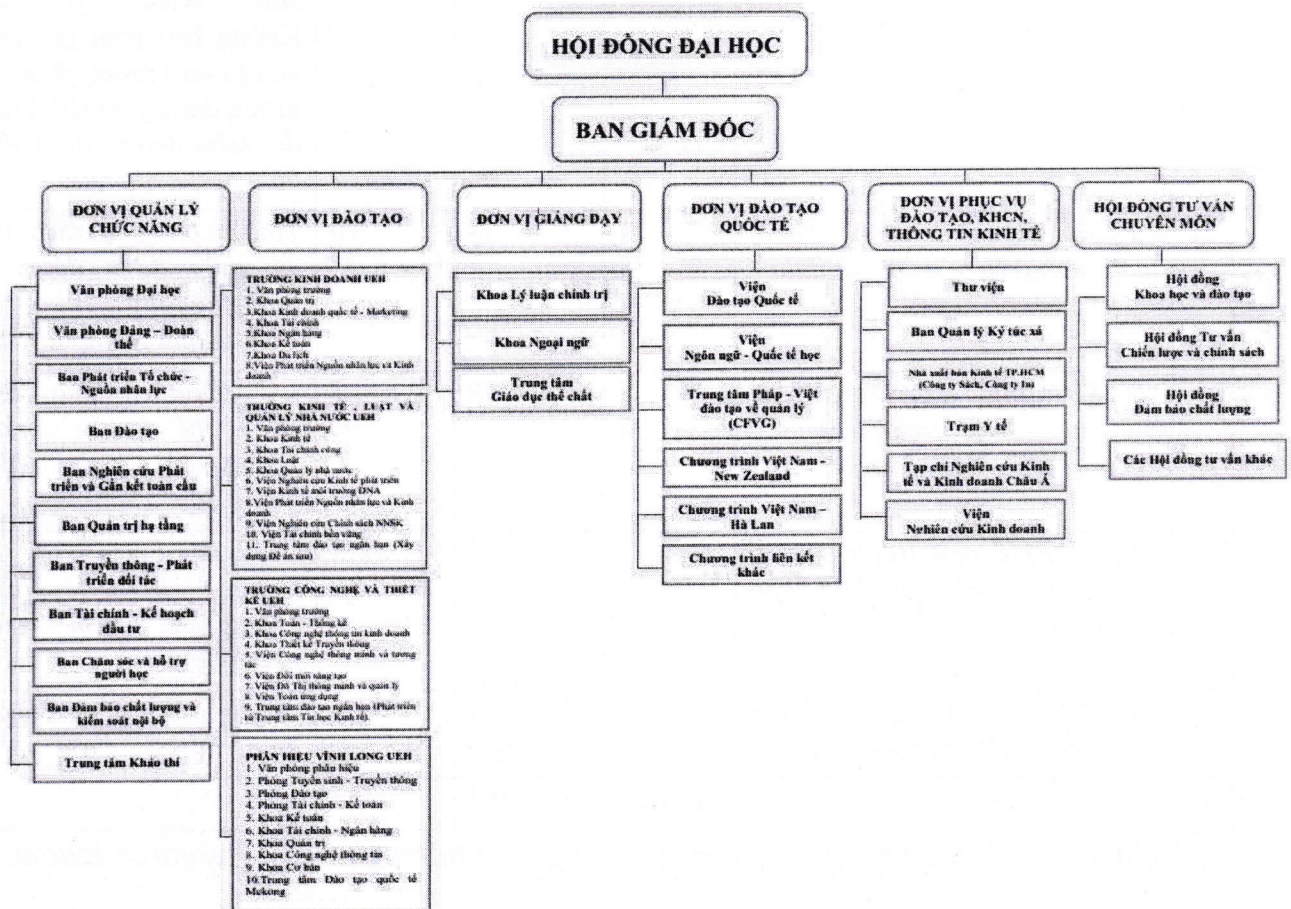 HỘI ĐỒNG ĐẠI HỌC
BAN GIÁM ĐỐC
ĐƠN VỊ QUẢN LÝ
CHỨC NĂNG
Văn phòng Đại học
Văn phòng Đảng – Đoàn
thể
Ban Phát triển Tổ chức -
Nguồn nhân lực
Ban Đào tạo
Ban Nghiên cứu Phát
triển và Gắn kết toàn cầu
Ban Quản trị hạ tầng
Ban Truyền thông - Phát
triển đối tác
Ban Tài chính - Kế hoạch
đầu tư
Ban Chăm sóc và hỗ trợ
người học
Ban Đảm bảo chất lượng và
kiểm soát nội bộ
Trung tâm Khảo thí
ĐƠN VỊ ĐÀO TẠO
TRƯỜNG KINH DOANH UEH
1. Văn phòng trường
2. Khoa Quản trị
3.Khoa Kinh doanh quốc tế - Marketing
4. Khoa Tài chính
5.Khoa Ngân hàng
6.Khoa Kế toán
7.Khoa Du lịch
8.Viện Phát triển Nguồn nhân lực và Kinh
doanh
TRƯỜNG KINH TẾ , LUẬT VÀ
QUẢN LÝ NHÀ NƯỚC UEH
1. Văn phòng trường
2. Khoa Kinh tế
3. Khoa Tài chính công
4. Khoa Luật
5. Khoa Quản lý nhà nước
6. Viện Nghiên cứu Kinh tế phát triển
7. Viện Kinh tế môi trường ĐNA
8.Viện Phát triển Nguồn nhân lực và Kinh
doanh
9. Viện Nghiên cứu Chính sách NNSK
10. Viện Tài chính bền vững
11. Trung tâm đào tạo ngắn hạn (Xây
dựng Đề án sau)
TRƯỜNG CÔNG NGHỆ VÀ THIẾT
KẾ UEH
1. Văn phòng trường
2. Khoa Toán - Thống kê
3. Khoa Công nghệ thông tin kinh doanh
4. Khoa Thiết kế Truyền thông
5. Viện Công nghệ thông minh và tương
tác
6. Viện Đổi mới sáng tạo
7. Viện Đô Thị thông minh và quản lý
8. Viện Toán ứng dụng
9. Trung tâm đào tạo ngắn hạn (Phát triển
từ Trung tâm Tin học Kinh tế).
PHÂN HIỆU VĨNH LONG UEH
1. Văn phòng phân hiệu
2. Phòng Tuyển sinh - Truyền thông
3. Phòng Đào tạo
4. Phòng Tài chính - Kế toán
5. Khoa Kế toán
6. Khoa Tài chính - Ngân hàng
7. Khoa Quản trị
8. Khoa Công nghệ thông tin
9. Khoa Cơ bản
10.Trung tâm Đào tạo quốc tế
Mekong
ĐƠN VỊ GIẢNG DẠY
Khoa Lý luận chính trị
Khoa Ngoại ngữ
Trung tâm
Giáo dục thể chất
ĐƠN VỊ ĐÀO TẠO
QUỐC TẾ
Viện
Đào tạo Quốc tế
Viện
Ngôn ngữ - Quốc tế học
Trung tâm Pháp - Việt
đào tạo về quản lý
(CFVG)
Chương trình Việt Nam -
New Zealand
Chương trình Việt Nam –
Hà Lan
Chương trình liên kết
khác
ĐƠN VỊ PHỤC VỤ
ĐÀO TẠO, KHCN,
THÔNG TIN KINH TẾ
Thư viện
Ban Quản lý Ký túc xá
Nhà xuất bản Kinh tế TP.HCM
(Công ty Sách, Công ty In)
Trạm Y tế
Tạp chí Nghiên cứu Kinh
tế và Kinh doanh Châu Á
Viện
Nghiên cứu Kinh doanh
HỘI ĐỒNG TƯ VẤN
CHUYÊN MÔN
Hội đồng
Khoa học và đào tạo
Hội đồng Tư vấn
Chiến lược và chính sách
Hội đồng
Đảm bảo chất lượng
Các Hội đồng tư vấn khác